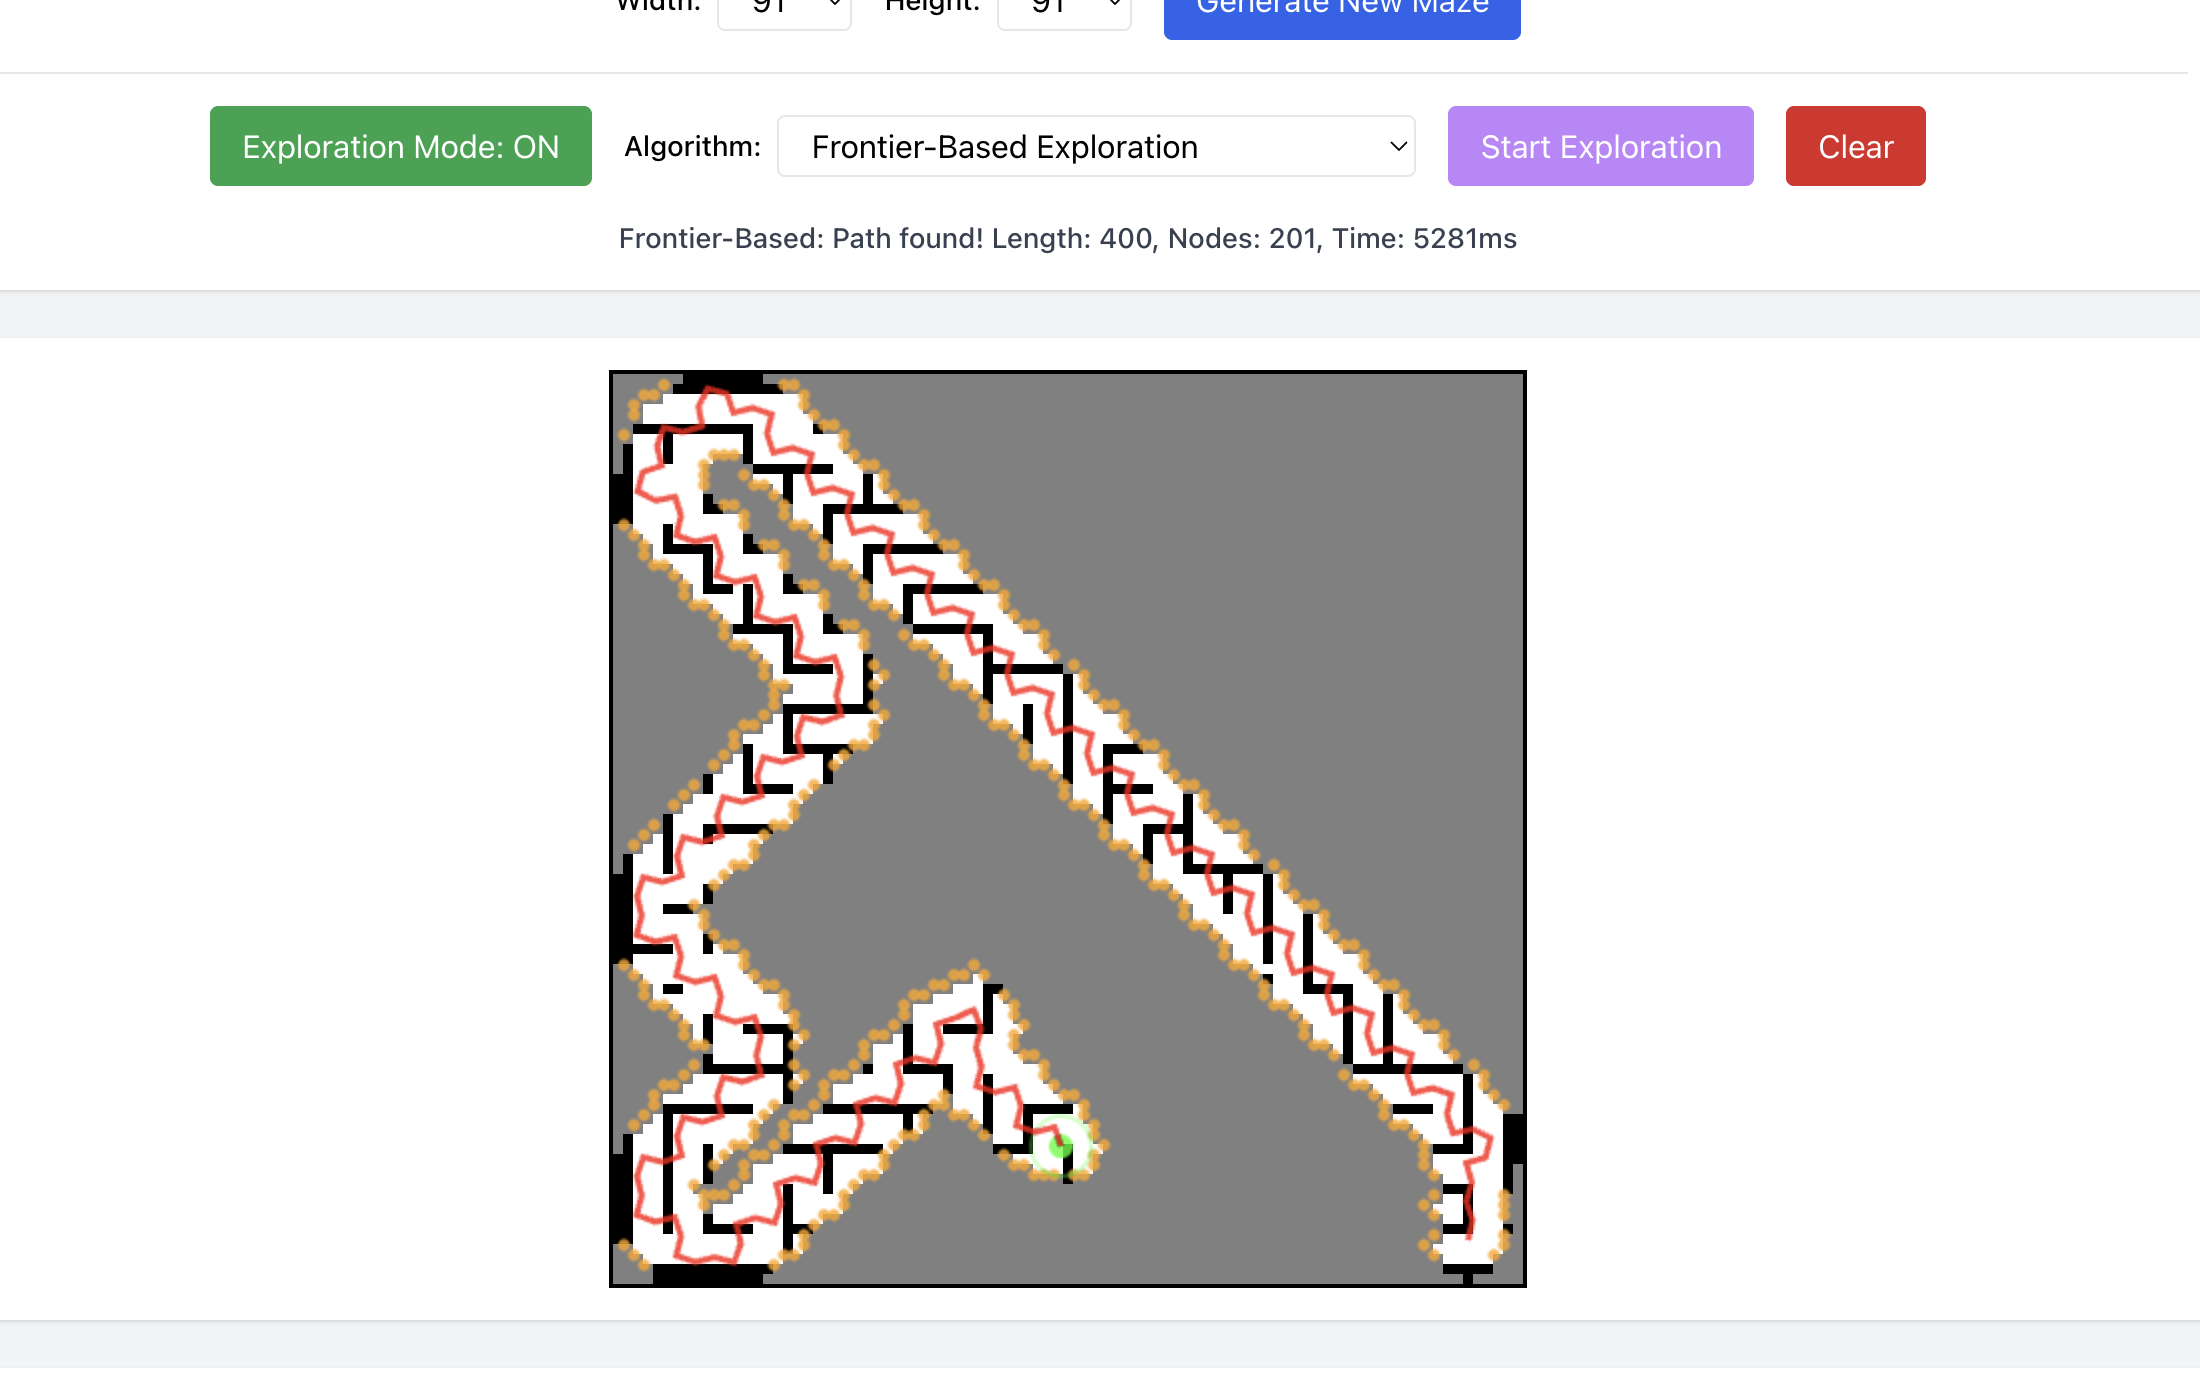 Width: 91 Height: 91 Generate New Maze
Exploration Mode: ON Algorithm: Frontier-Based Exploration Start Exploration Clear
Frontier-Based: Path found! Length: 400, Nodes: 201, Time: 5281ms